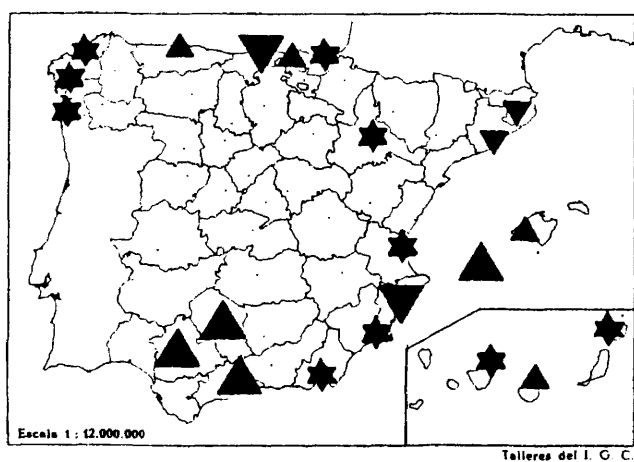 Escala 1 : 12.000.000
Talleres del I. G. C.